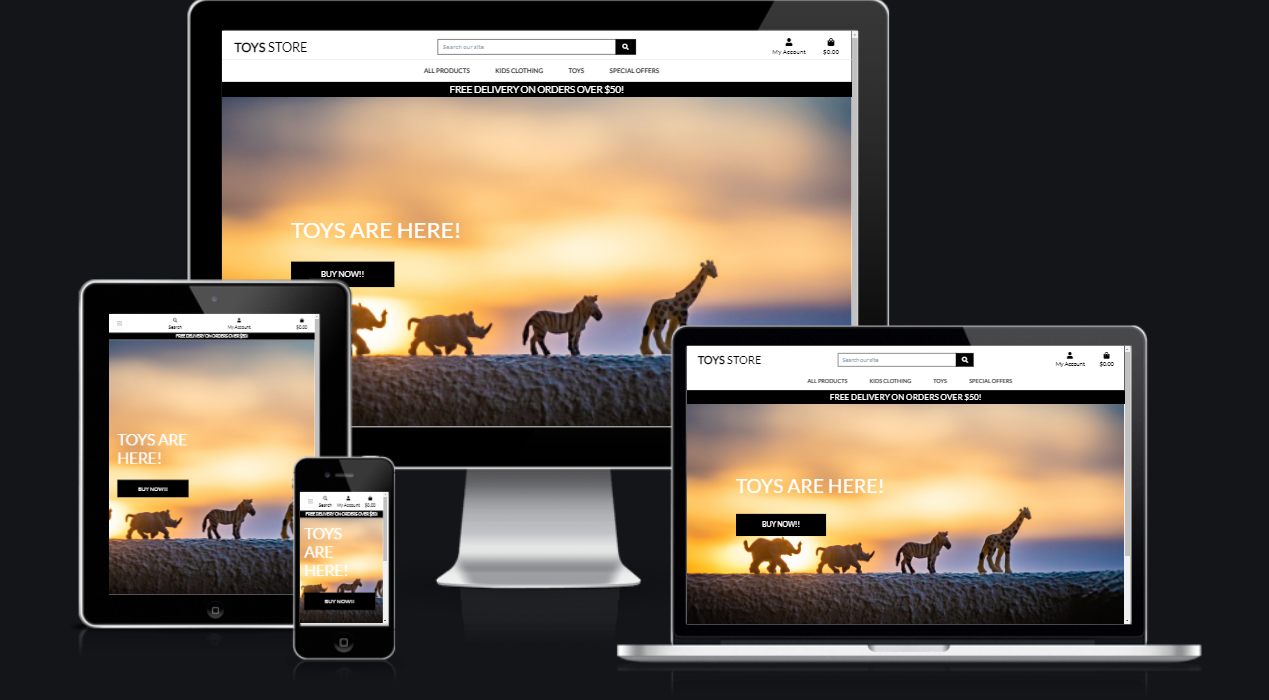 TOYS STORE
Search our site
My Account
$0.00
ALL PRODUCTS
KIDS CLOTHING
TOYS
SPECIAL OFFERS
FREE DELIVERY ON ORDERS OVER $50!
TOYS ARE HERE!
BUY NOW!!
Search
My Account
$0.00
FREE DELIVERY ON ORDERS OVER $50!
TOYS ARE
HERE!
BUY NOW!!
Search
My Account
$0.00
FREE DELIVERY ON ORDERS OVER $50!
TOYS
ARE
HERE!
BUY NOW!!
TOYS STORE
Search our site
My Account
$0.00
ALL PRODUCTS
KIDS CLOTHING
TOYS
SPECIAL OFFERS
FREE DELIVERY ON ORDERS OVER $50!
TOYS ARE HERE!
BUY NOW!!